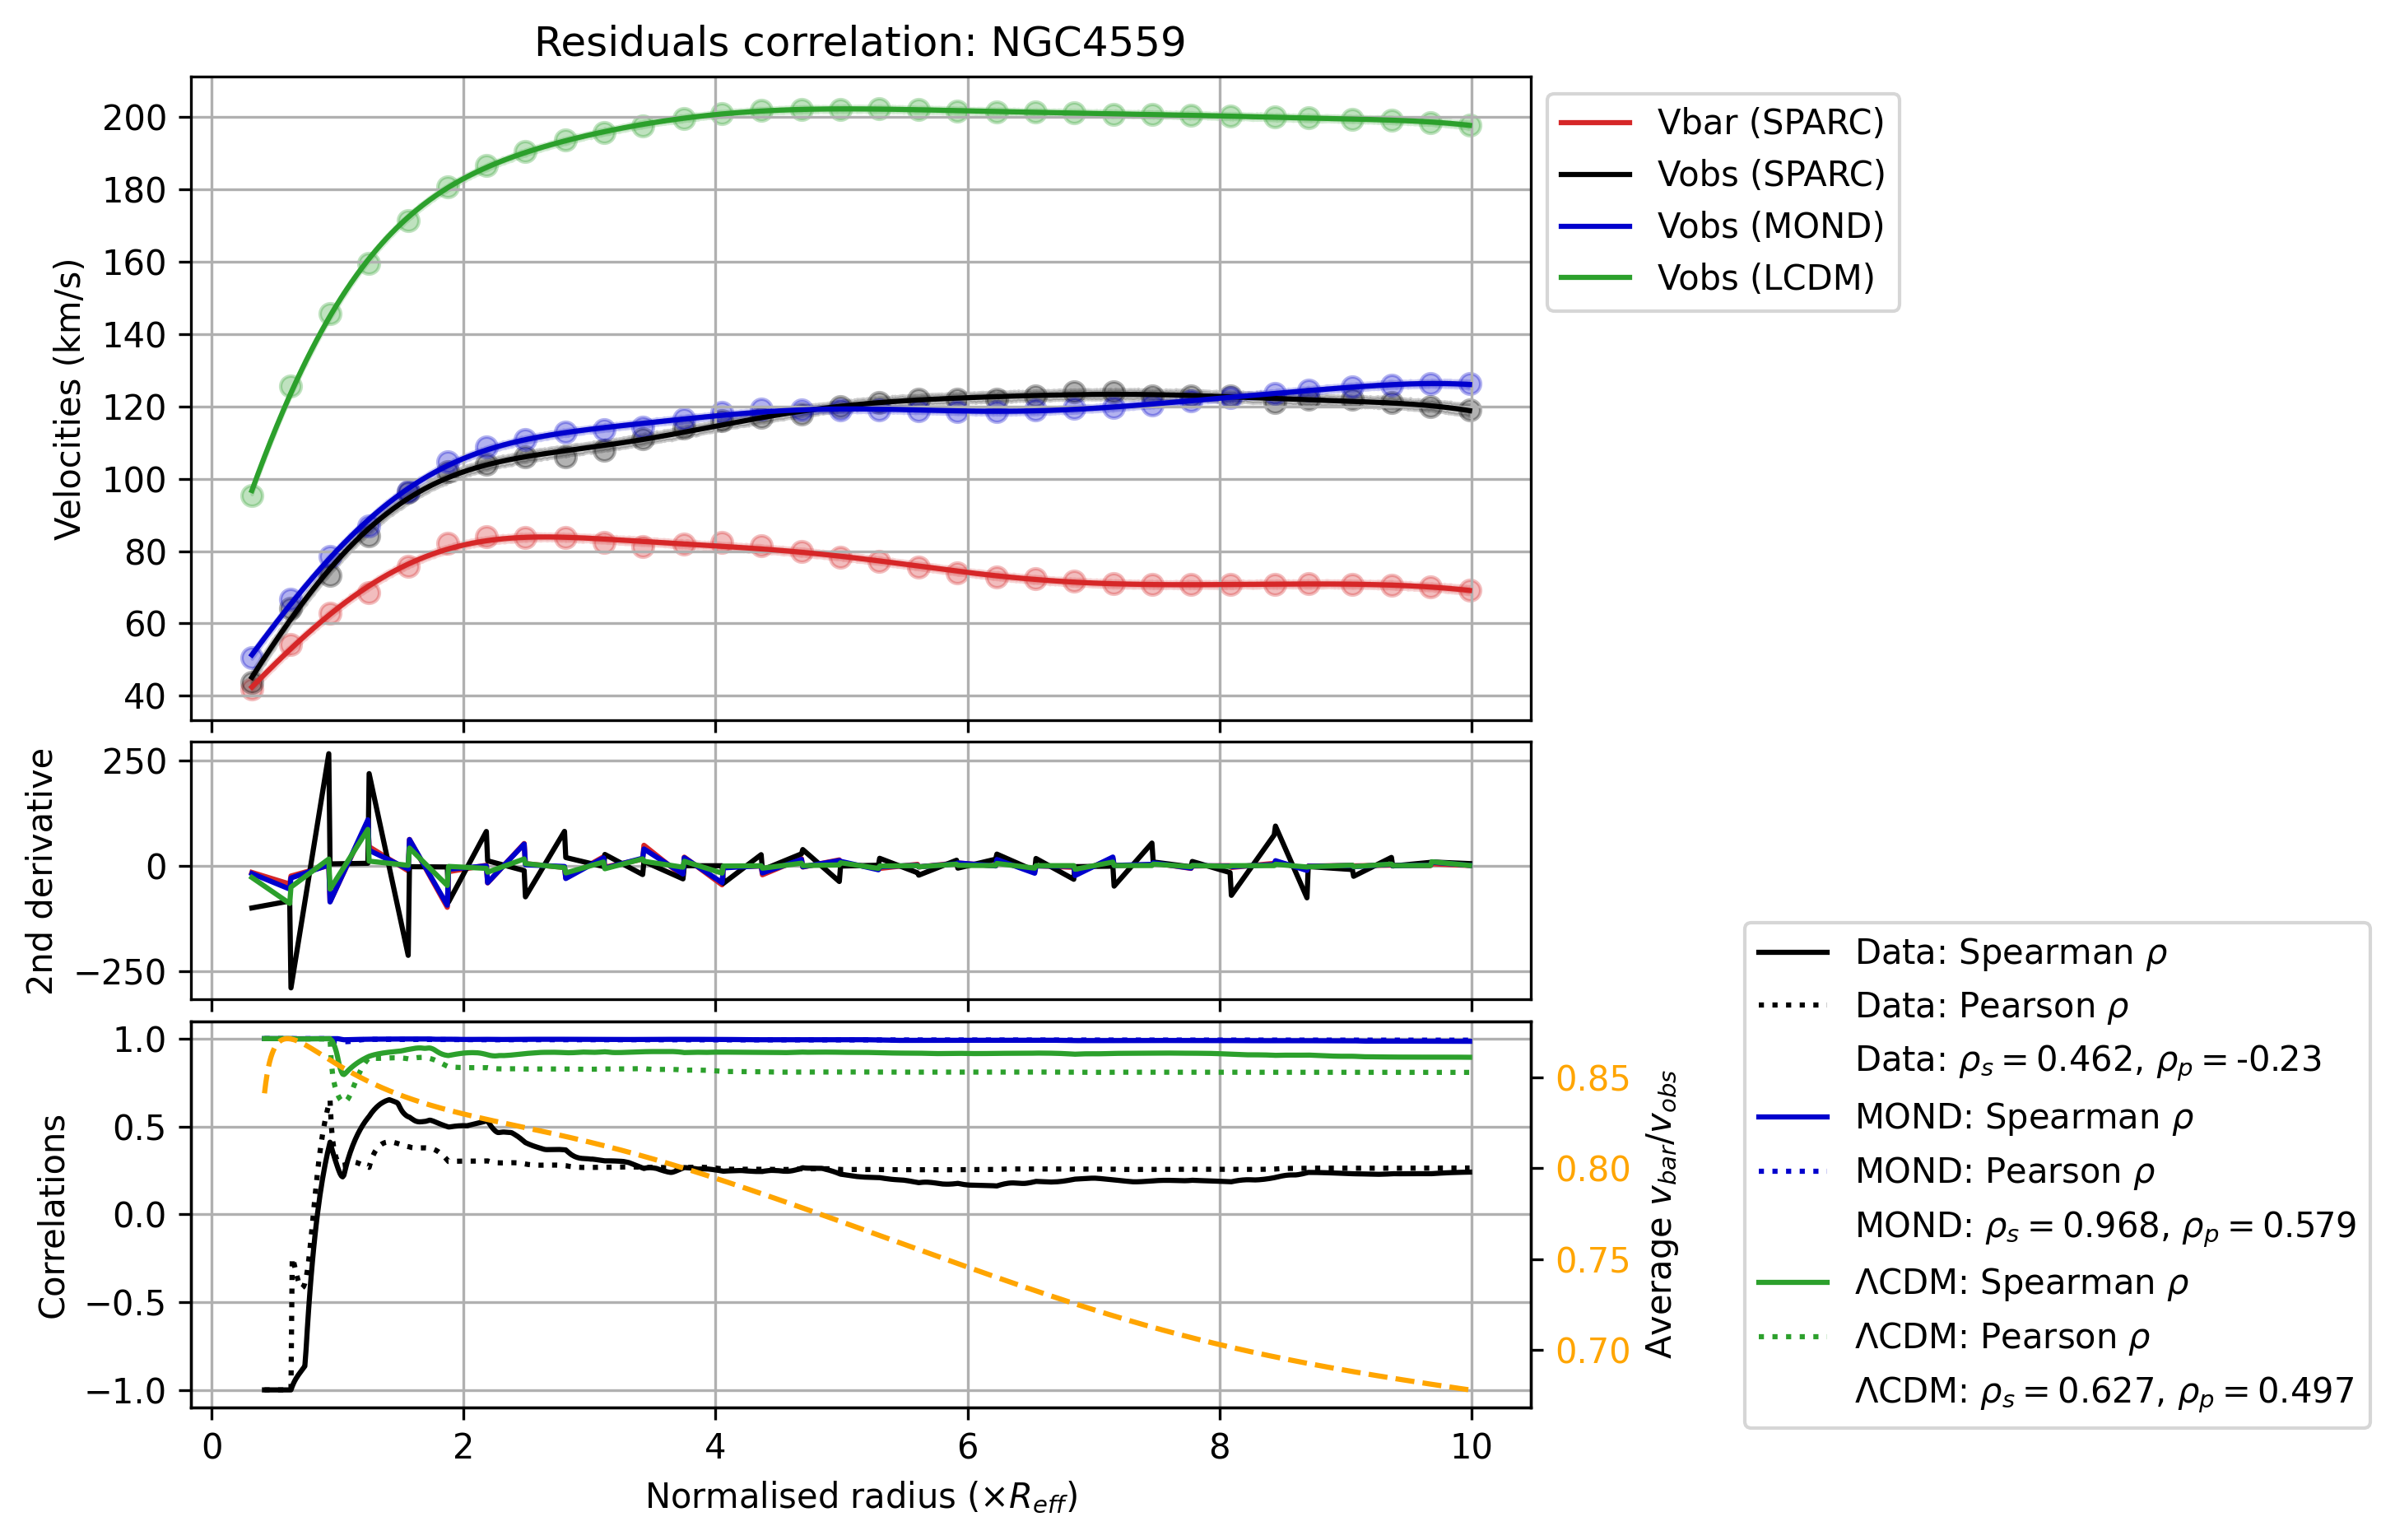 Residuals correlation: NGC4559
Velocities (km/s)
200
180
160
140
120
100
80
60
40
Vbar (SPARC)
Vobs (SPARC)
Vobs (MOND)
Vobs (LCDM)
2nd derivative
250
0
−250
Correlations
1.0
0.5
0.0
−0.5
−1.0
0.85
0.80
0.75
0.70
Average v_bar/v_obs
0 2 4 6 8 10
Normalised radius (×R_eff)
Data: Spearman ρ
Data: Pearson ρ
Data: ρ_s = 0.462, ρ_p = -0.23
MOND: Spearman ρ
MOND: Pearson ρ
MOND: ρ_s = 0.968, ρ_p = 0.579
ΛCDM: Spearman ρ
ΛCDM: Pearson ρ
ΛCDM: ρ_s = 0.627, ρ_p = 0.497